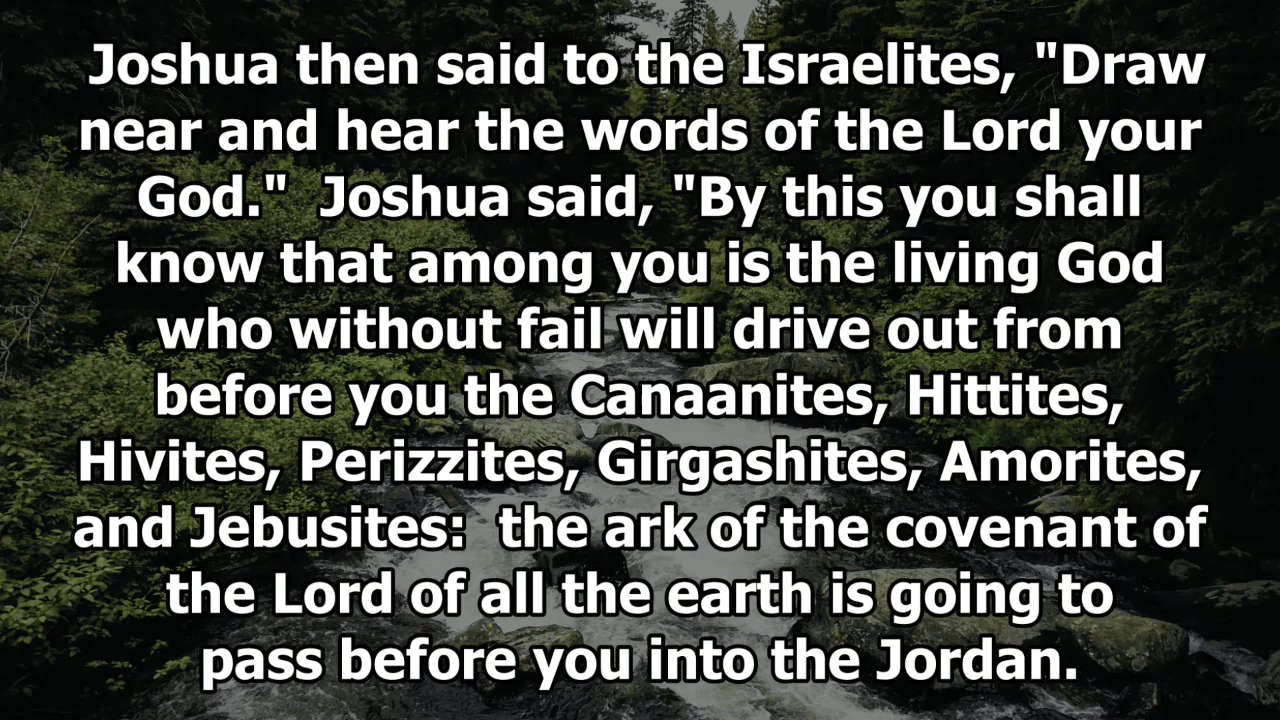 Joshua then said to the Israelites, "Draw
near and hear the words of the Lord your
God."  Joshua said, "By this you shall
know that among you is the living God
who without fail will drive out from
before you the Canaanites, Hittites,
Hivites, Perizzites, Girgashites, Amorites,
and Jebusites:  the ark of the covenant of
the Lord of all the earth is going to
pass before you into the Jordan.